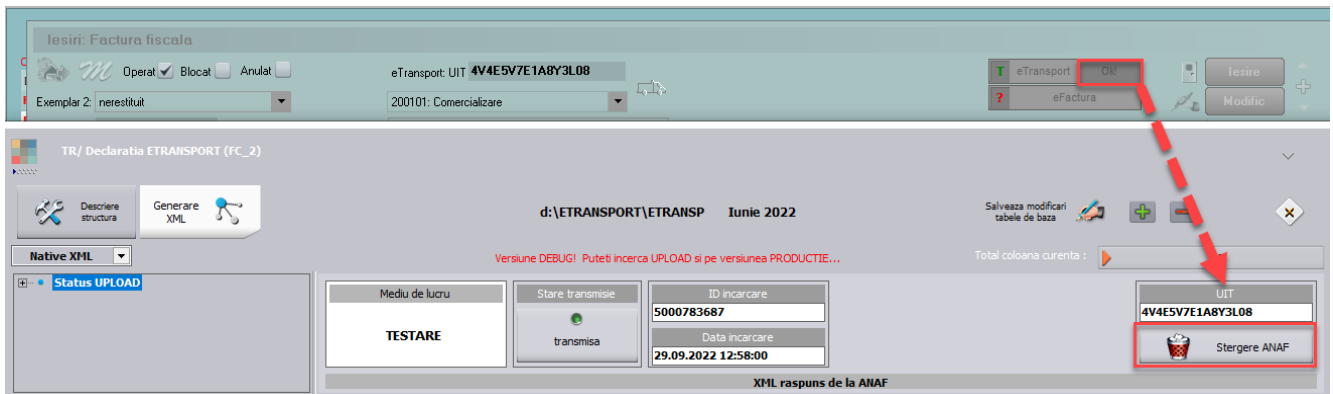 Iesiri: Factura fiscala
Operat Blocat Anulat
eTransport: UIT 4V4E5V7E1A8Y3L08
T eTransport Ok!
Iesire
Exemplar 2: nerestituit
200101: Comercializare
? eFactura
Modific
TR/ Declaratia ETRANSPORT (FC_2)
Descriere structura
Generare XML
d:\ETRANSPORT\ETRANSP Iunie 2022
Salveaza modificari tabele de baza
Native XML
Versiune DEBUG! Puteti incerca UPLOAD si pe versiunea PRODUCTIE...
Total coloana curenta :
Status UPLOAD
Mediu de lucru
Stare transmisie
ID incarcare
UIT
5000783687
4V4E5V7E1A8Y3L08
TESTARE
transmisa
Data incarcare
Stergere ANAF
29.09.2022 12:58:00
XML raspuns de la ANAF